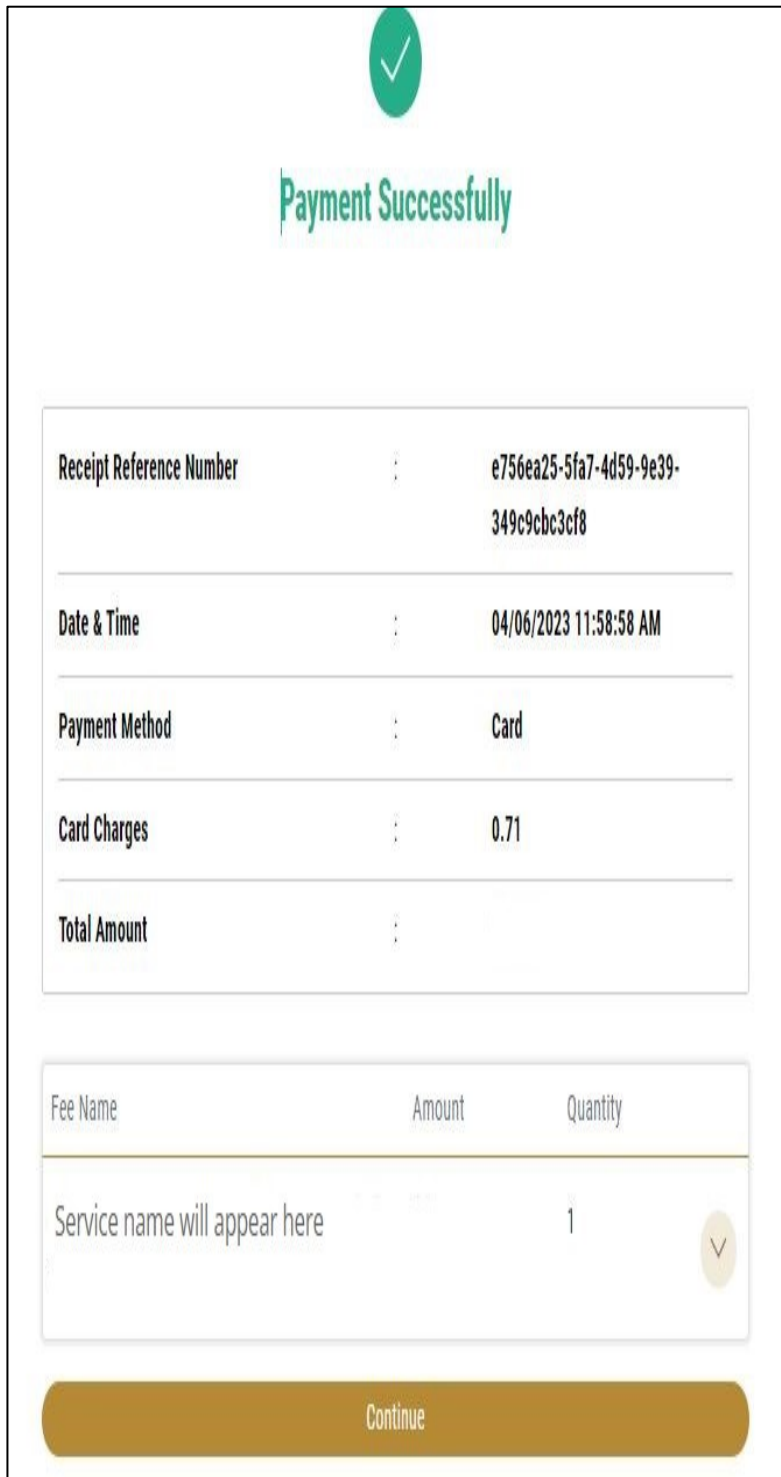 Payment Successfully
Receipt Reference Number : e756ea25-5fa7-4d59-9e39-
349c9cbc3cf8
Date & Time : 04/06/2023 11:58:58 AM
Payment Method : Card
Card Charges : 0.71
Total Amount :
Fee Name Amount Quantity
Service name will appear here 1
Continue